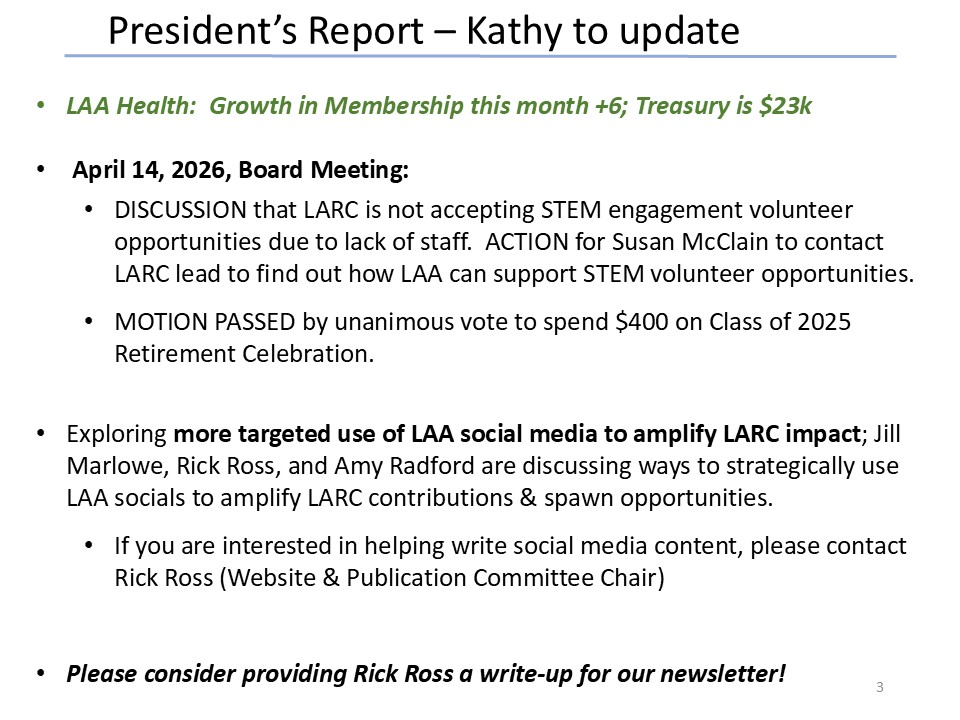 President’s Report – Kathy to update
• LAA Health:  Growth in Membership this month +6; Treasury is $23k
• April 14, 2026, Board Meeting:
• DISCUSSION that LARC is not accepting STEM engagement volunteer
opportunities due to lack of staff.  ACTION for Susan McClain to contact
LARC lead to find out how LAA can support STEM volunteer opportunities.
• MOTION PASSED by unanimous vote to spend $400 on Class of 2025
Retirement Celebration.
• Exploring more targeted use of LAA social media to amplify LARC impact; Jill
Marlowe, Rick Ross, and Amy Radford are discussing ways to strategically use
LAA socials to amplify LARC contributions & spawn opportunities.
• If you are interested in helping write social media content, please contact
Rick Ross (Website & Publication Committee Chair)
• Please consider providing Rick Ross a write-up for our newsletter!
3